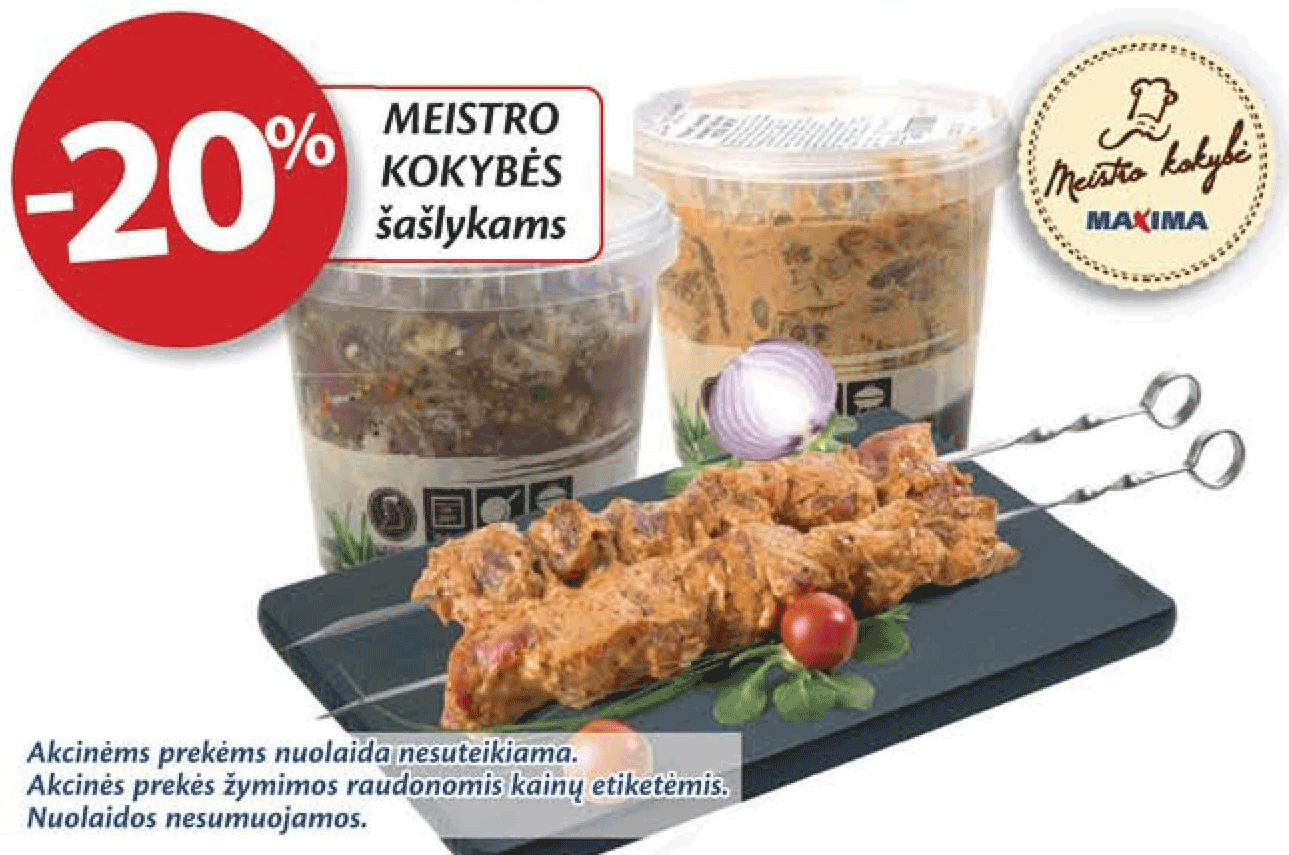 -20%
MEISTRO
KOKYBĖS
šašlykams
Meistro kokybė
MAXIMA
Akcinėms prekėms nuolaida nesuteikiama.
Akcinės prekės žymimos raudonomis kainų etiketėmis.
Nuolaidos nesumuojamos.